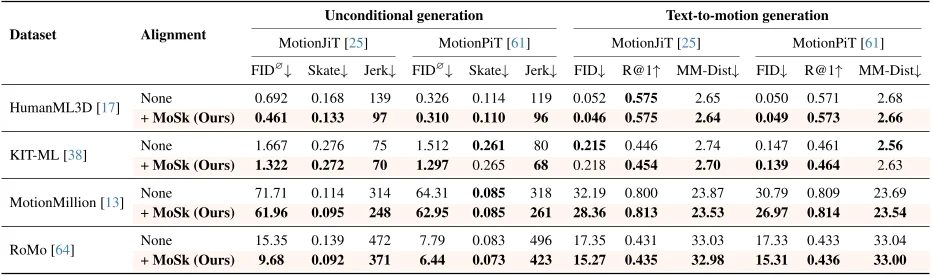 Unconditional generation Text-to-motion generation
Dataset Alignment MotionJiT [25] MotionPiT [61] MotionJiT [25] MotionPiT [61]
FID∅↓ Skate↓ Jerk↓ FID∅↓ Skate↓ Jerk↓ FID↓ R@1↑ MM-Dist↓ FID↓ R@1↑ MM-Dist↓
None 0.692 0.168 139 0.326 0.114 119 0.052 0.575 2.65 0.050 0.571 2.68
HumanML3D [17]
+ MoSk (Ours) 0.461 0.133 97 0.310 0.110 96 0.046 0.575 2.64 0.049 0.573 2.66
None 1.667 0.276 75 1.512 0.261 80 0.215 0.446 2.74 0.147 0.461 2.56
KIT-ML [38]
+ MoSk (Ours) 1.322 0.272 70 1.297 0.265 68 0.218 0.454 2.70 0.139 0.464 2.63
None 71.71 0.114 314 64.31 0.085 318 32.19 0.800 23.87 30.79 0.809 23.69
MotionMillion [13]
+ MoSk (Ours) 61.96 0.095 248 62.95 0.085 261 28.36 0.813 23.53 26.97 0.814 23.54
None 15.35 0.139 472 7.79 0.083 496 17.35 0.431 33.03 17.33 0.433 33.04
RoMo [64]
+ MoSk (Ours) 9.68 0.092 371 6.44 0.073 423 15.27 0.435 32.98 15.31 0.436 33.00